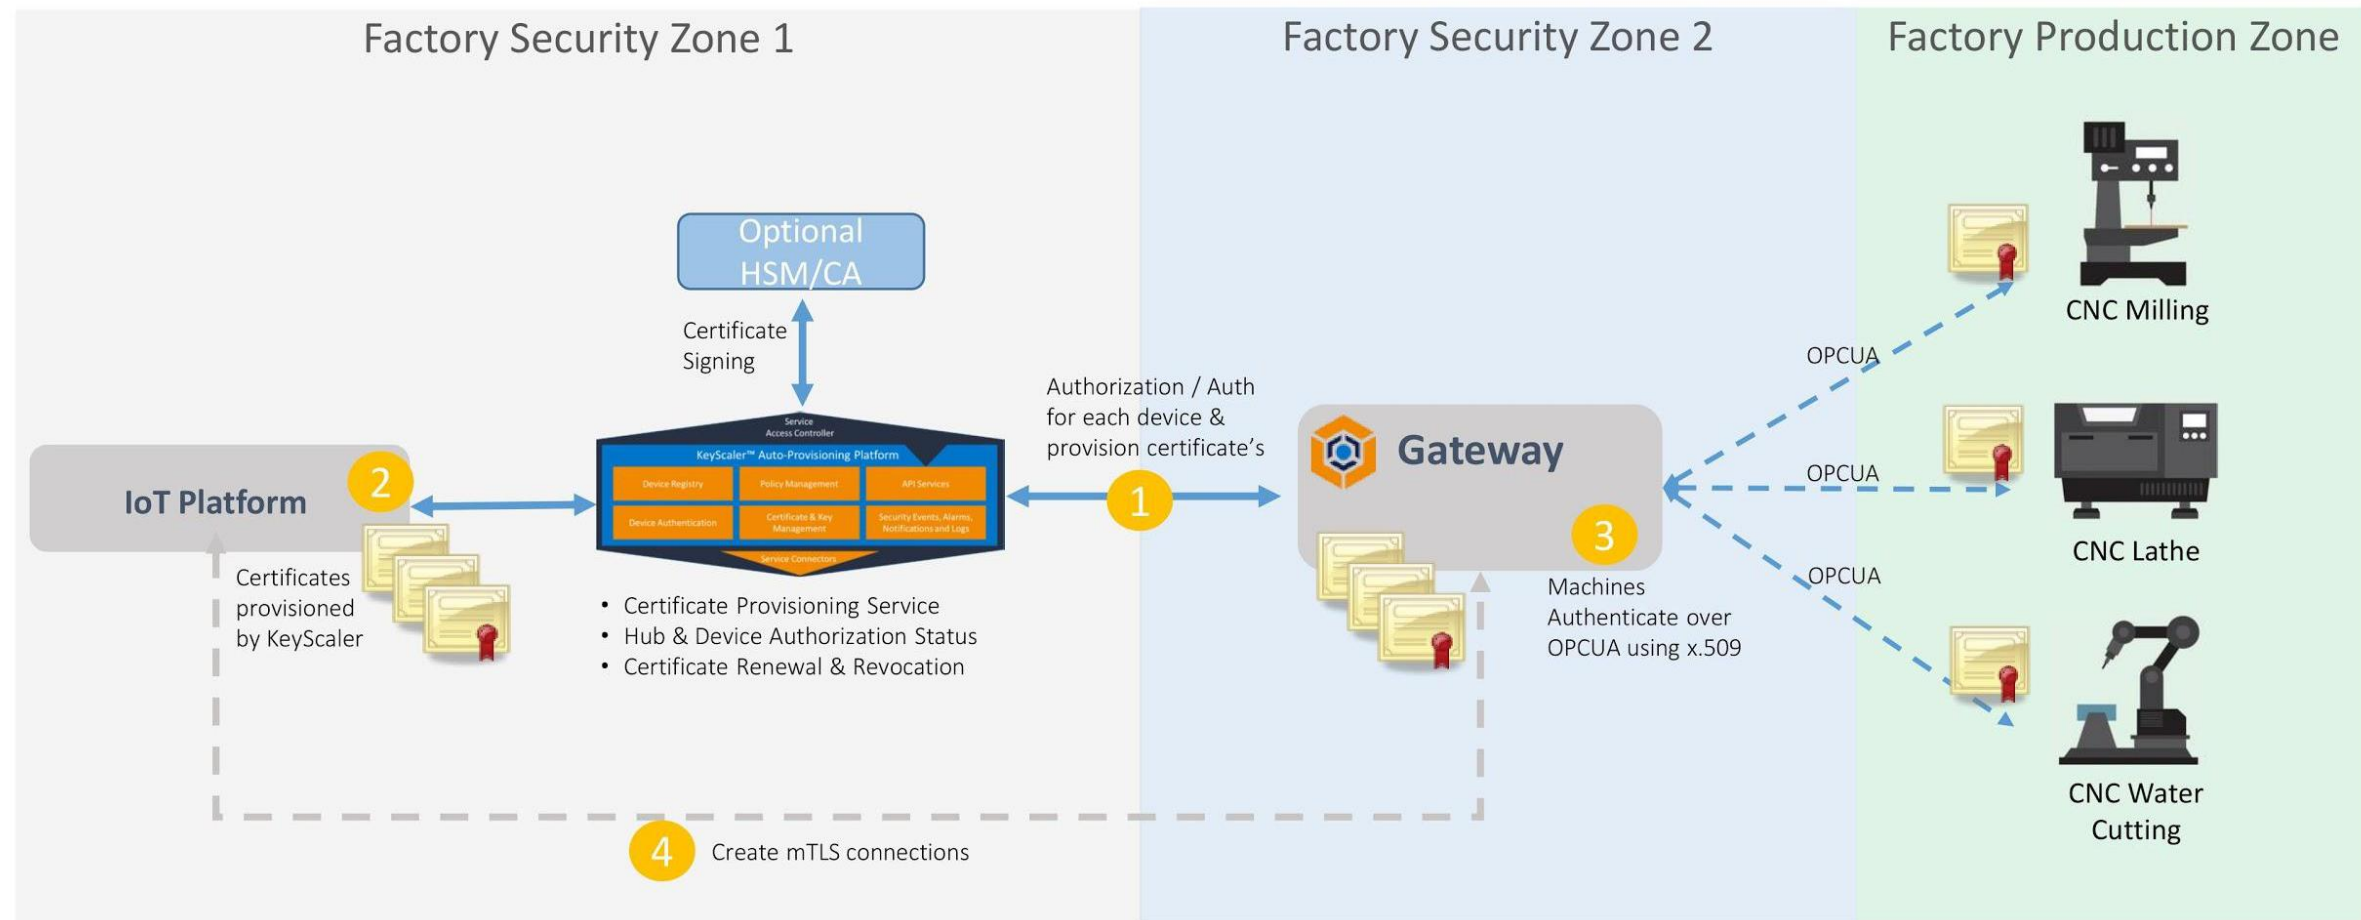 Factory Security Zone 1
Factory Security Zone 2
Factory Production Zone
Optional
HSM/CA
Certificate
Signing
Service
Access Controller
KeyScaler™ Auto-Provisioning Platform
Device Registry
Policy Management
API Services
Device Authentication
Certificate & Key
Management
Security Events, Alarms,
Notifications and Logs
Service Connectors
IoT Platform
2
Certificates
provisioned
by KeyScaler
• Certificate Provisioning Service
• Hub & Device Authorization Status
• Certificate Renewal & Revocation
Authorization / Auth
for each device &
provision certificate's
1
Gateway
3
Machines
Authenticate over
OPCUA using x.509
OPCUA
OPCUA
OPCUA
CNC Milling
CNC Lathe
CNC Water
Cutting
4
Create mTLS connections